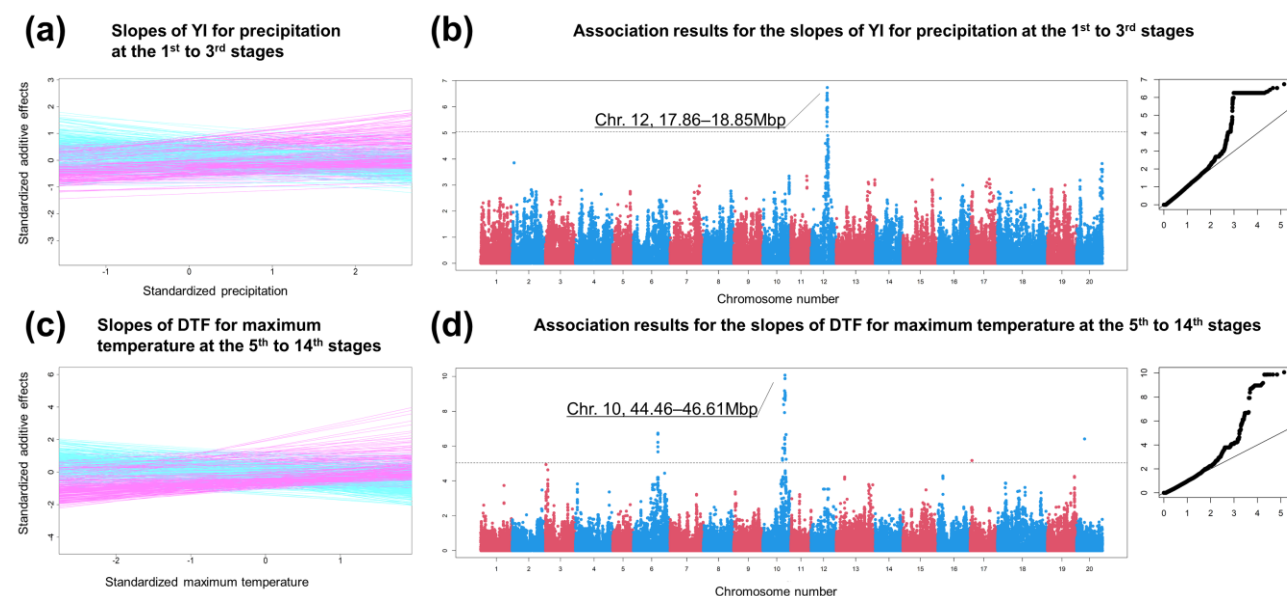 (a)
Slopes of YI for precipitation
at the 1st to 3rd stages
Standardized additive effects
3
2
1
0
-1
-3
-1
0
1
2
Standardized precipitation
(b)
Association results for the slopes of YI for precipitation at the 1st to 3rd stages
7
6
5
4
3
2
1
0
Chr. 12, 17.86–18.85Mbp
1 2 3 4 5 6 7 8 9 10 11 12 13 14 15 16 17 18 19 20
Chromosome number
7
6
5
4
3
2
1
0
0 1 2 3 4 5
(c)
Slopes of DTF for maximum
temperature at the 5th to 14th stages
Standardized additive effects
6
4
2
0
-2
-4
-2
0
1
Standardized maximum temperature
(d)
Association results for the slopes of DTF for maximum temperature at the 5th to 14th stages
10
8
6
4
2
0
Chr. 10, 44.46–46.61Mbp
1 2 3 4 5 6 7 8 9 10 11 12 13 14 15 16 17 18 19 20
Chromosome number
10
8
6
4
2
0
0 1 2 3 4 5